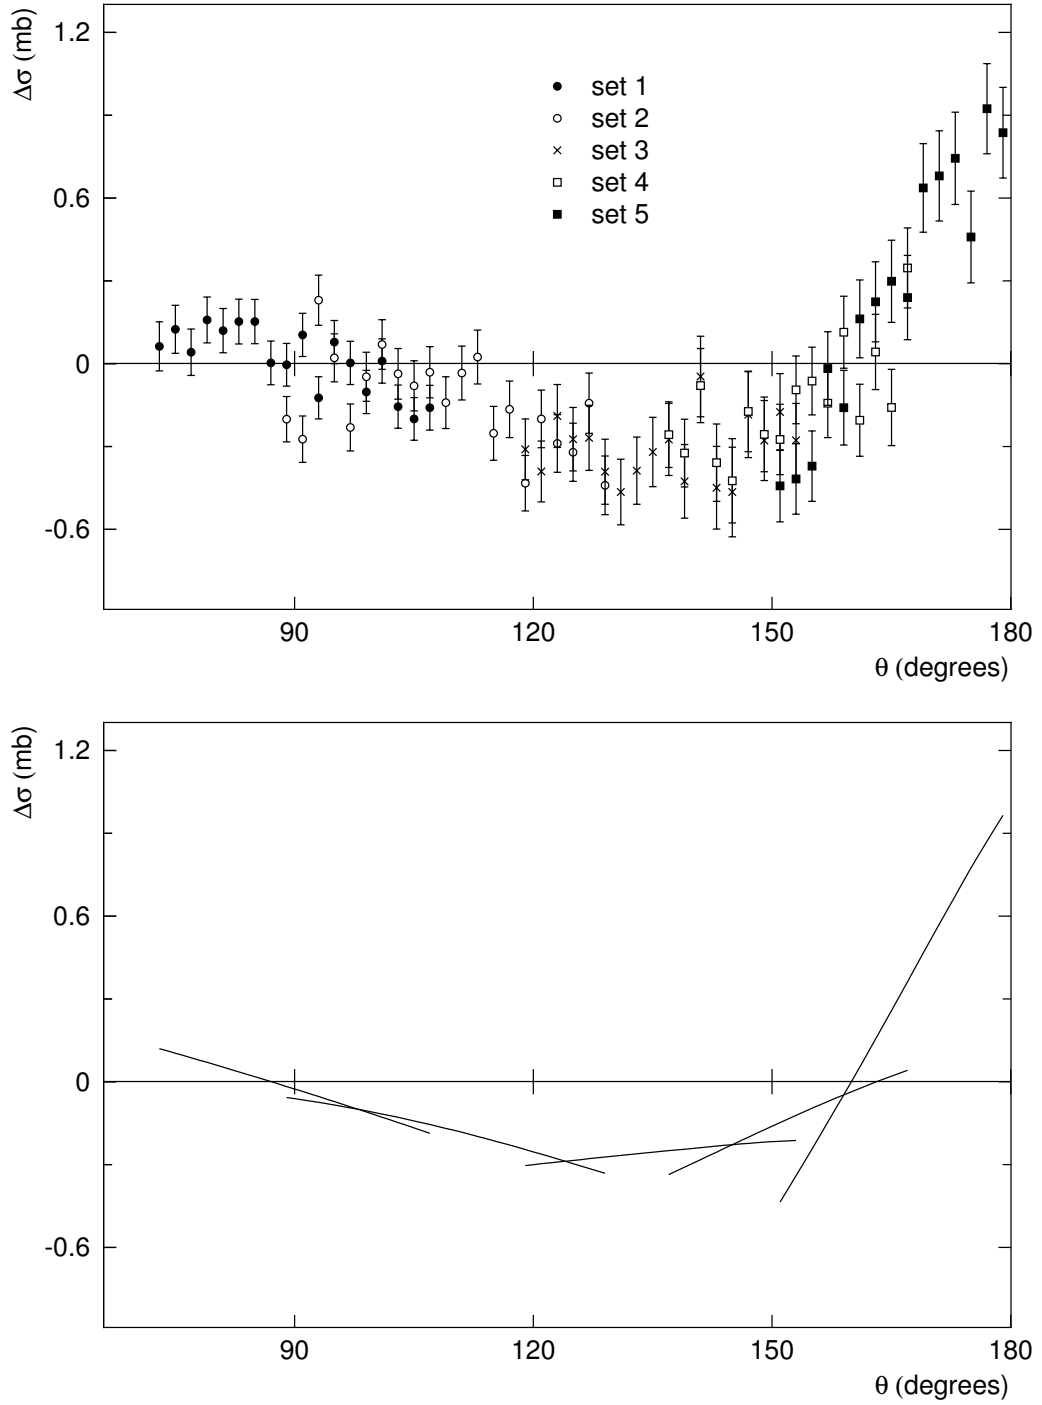 Δσ (mb)
1.2
0.6
0
-0.6
set 1
set 2
set 3
set 4
set 5
90 120 150 180
θ (degrees)
Δσ (mb)
1.2
0.6
0
-0.6
90 120 150 180
θ (degrees)